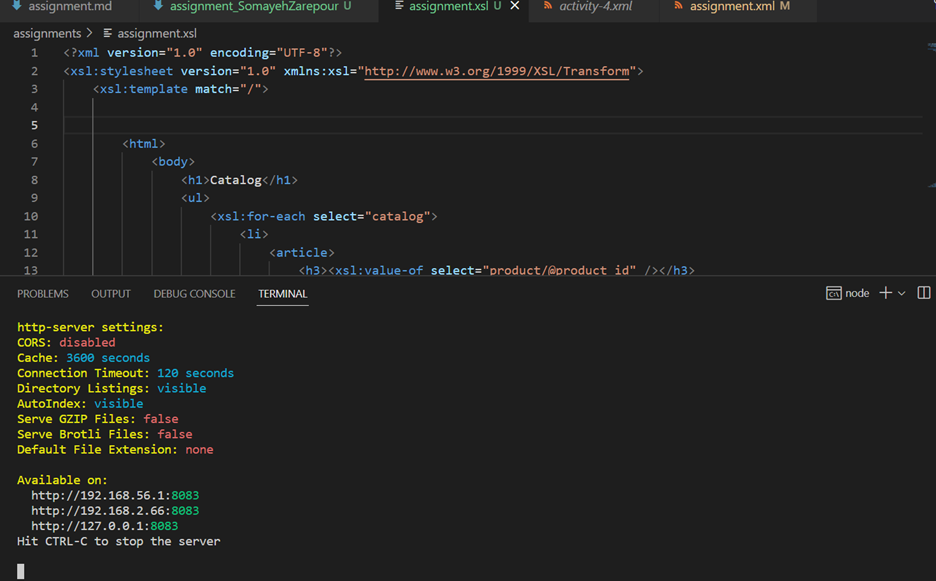 assignment.md assignment_SomayehZarepour U assignment.xsl U activity-4.xml assignment.xml M
assignments > assignment.xsl
1 <?xml version="1.0" encoding="UTF-8"?>
2 <xsl:stylesheet version="1.0" xmlns:xsl="http://www.w3.org/1999/XSL/Transform">
3 <xsl:template match="/">
4
5
6 <html>
7 <body>
8 <h1>Catalog</h1>
9 <ul>
10 <xsl:for-each select="catalog">
11 <li>
12 <article>
13 <h3><xsl:value-of select="product/@product_id" /></h3>
PROBLEMS OUTPUT DEBUG CONSOLE TERMINAL node
http-server settings:
CORS: disabled
Cache: 3600 seconds
Connection Timeout: 120 seconds
Directory Listings: visible
AutoIndex: visible
Serve GZIP Files: false
Serve Brotli Files: false
Default File Extension: none
Available on:
http://192.168.56.1:8083
http://192.168.2.66:8083
http://127.0.0.1:8083
Hit CTRL-C to stop the server